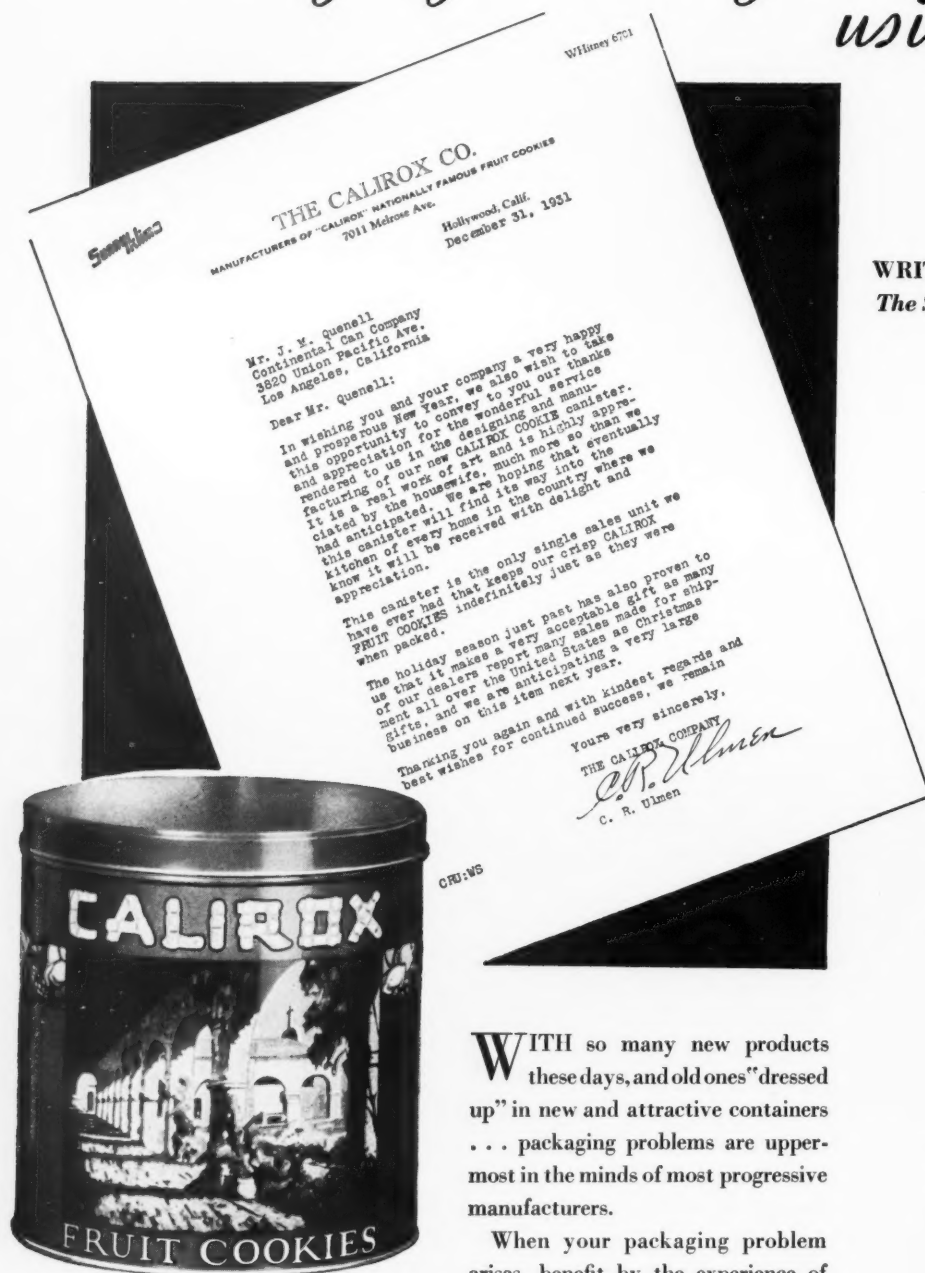 usi
WHitney 6701
THE CALIROX CO.
MANUFACTURERS OF "CALIROX" NATIONALLY FAMOUS FRUIT COOKIES
7011 Melrose Ave.
Hollywood, Calif.
December 31, 1931
Mr. J. M. Quenell
Continental Can Company
3820 Union Pacific Ave.
Los Angeles, California
Dear Mr. Quenell:
In wishing you and your company a very happy
and prosperous New Year, we also wish to take
this opportunity to convey to you our thanks
and appreciation for the wonderful service
rendered to us in the designing and manu-
facturing of our new CALIROX COOKIE canister.
It is a real work of art and is highly appre-
ciated by the housewife, much more so than we
had anticipated. We are hoping that eventually
this canister will find its way into the
kitchen of every home in the country where we
know it will be received with delight and
appreciation.
This canister is the only single sales unit we
have ever had that keeps our crisp CALIROX
FRUIT COOKIES indefinitely just as they were
when packed.
The holiday season just past has also proven to
us that it makes a very acceptable gift as many
of our dealers report many sales made for ship-
ment all over the United States as Christmas
gifts, and we are anticipating a very large
business on this item next year.
Thanking you again and with kindest regards and
best wishes for continued success, we remain
Yours very sincerely,
THE CALIROX COMPANY
C. R. Ulmen
C. R. Ulmen
CRU:WS
WRIT
The S
CALIROX
FRUIT COOKIES
WITH so many new products
these days, and old ones "dressed
up" in new and attractive containers
. . . packaging problems are upper-
most in the minds of most progressive
manufacturers.
When your packaging problem
arises, benefit by the experience of